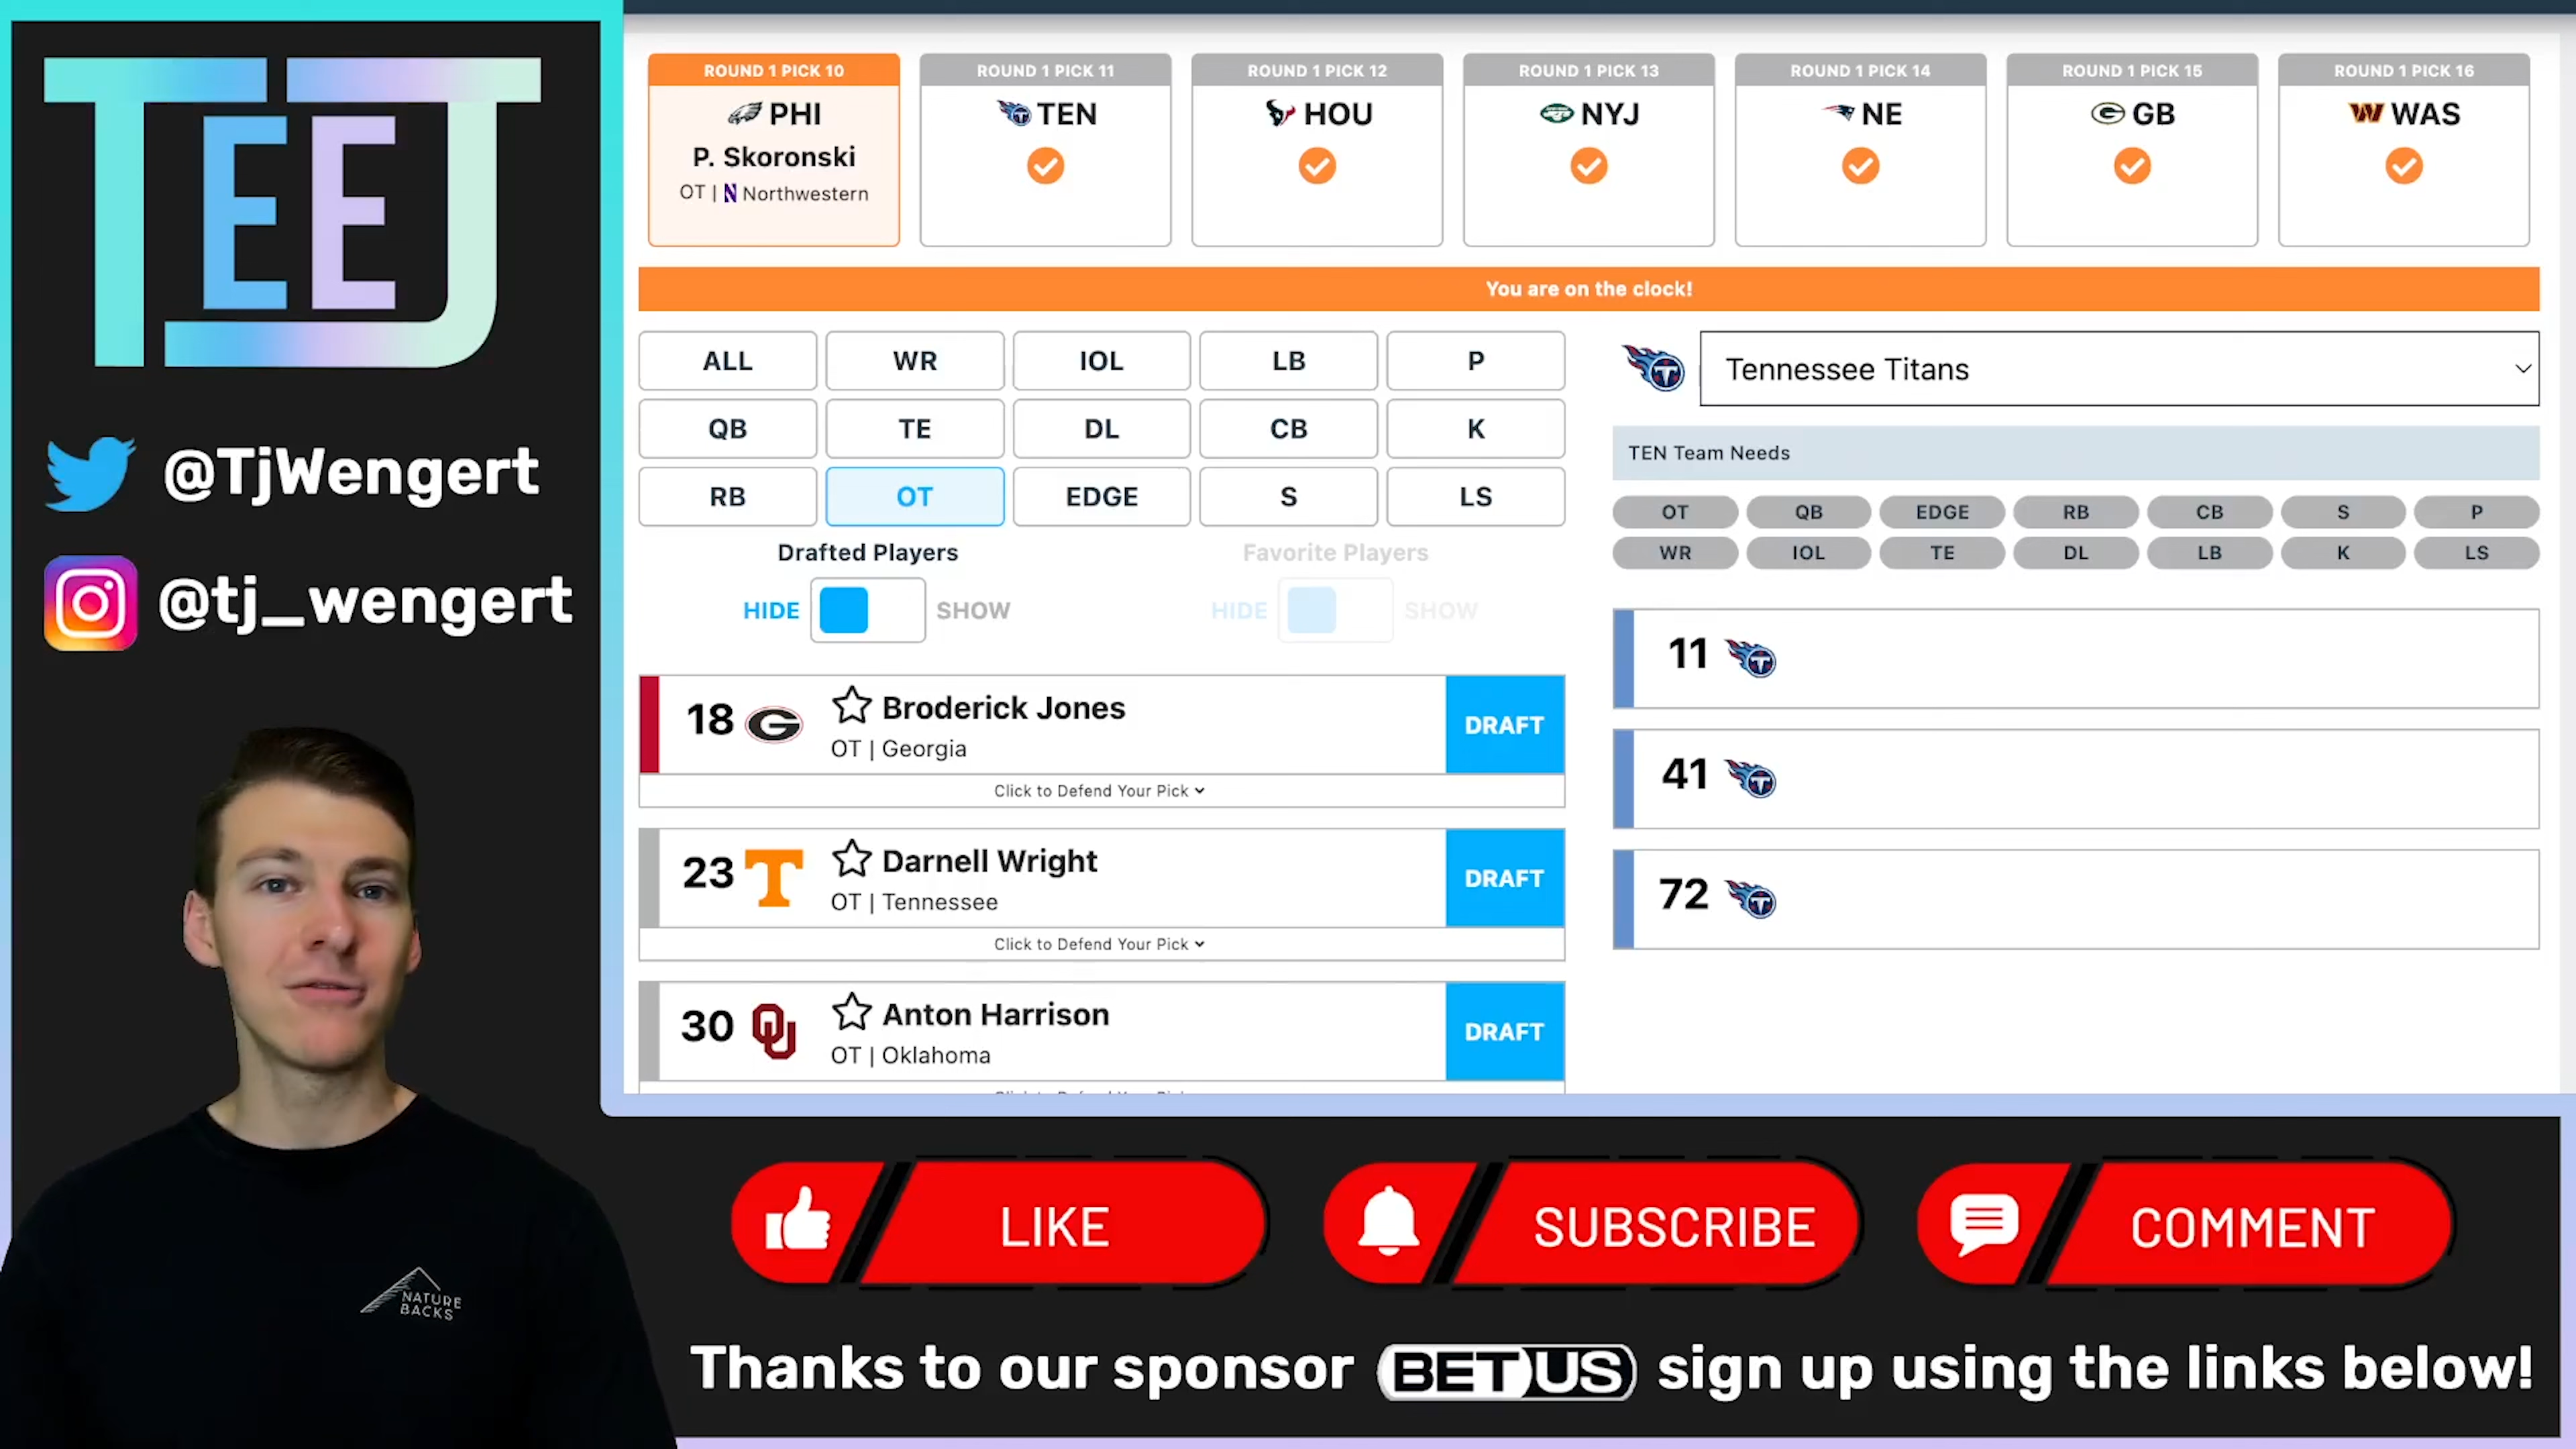 TEEJ
@TjWengert
@tj_wengert
NATURE
BACKS
ROUND 1 PICK 10
PHI
P. Skoronski
OT | Northwestern
ROUND 1 PICK 11
TEN
ROUND 1 PICK 12
HOU
ROUND 1 PICK 13
NYJ
ROUND 1 PICK 14
NE
ROUND 1 PICK 15
GB
ROUND 1 PICK 16
WAS
You are on the clock!
ALL WR IOL LB P
QB TE DL CB K
RB OT EDGE S LS
Drafted Players
HIDE SHOW
Favorite Players
HIDE SHOW
18 G Broderick Jones
OT | Georgia
DRAFT
Click to Defend Your Pick
23 T Darnell Wright
OT | Tennessee
DRAFT
Click to Defend Your Pick
30 OU Anton Harrison
OT | Oklahoma
DRAFT
Tennessee Titans
TEN Team Needs
OT QB EDGE RB CB S P
WR IOL TE DL LB K LS
11
41
72
LIKE
SUBSCRIBE
COMMENT
Thanks to our sponsor BETUS sign up using the links below!